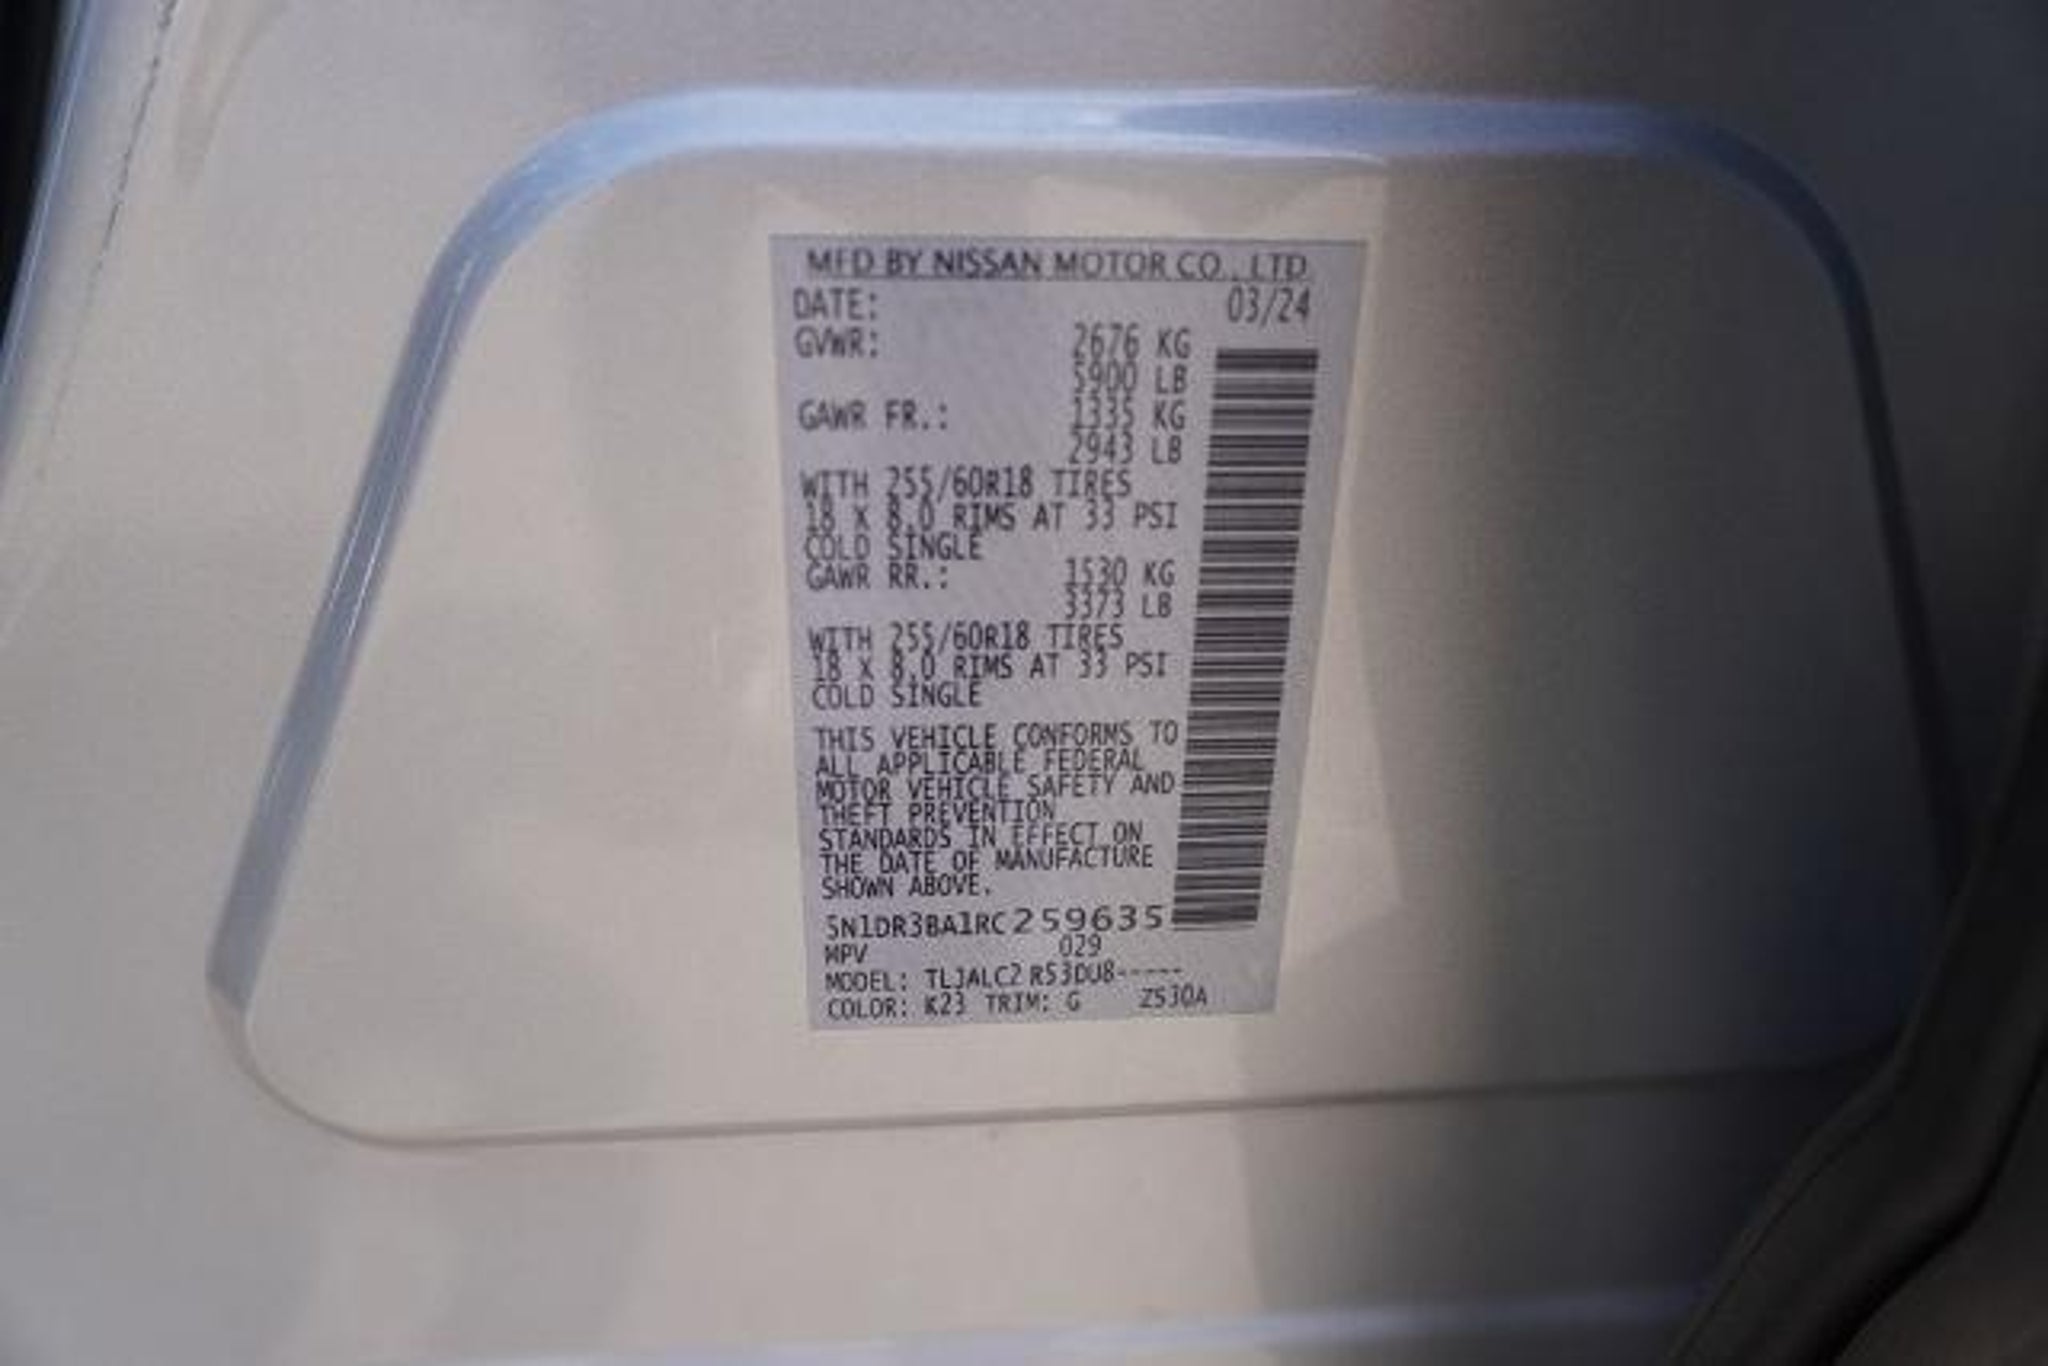 MFD BY NISSAN MOTOR CO., LTD
DATE: 03/24
GVWR: 2676 KG
5900 LB
GAWR FR.: 1335 KG
2943 LB
WITH 255/60R18 TIRES
18 X 8.0 RIMS AT 33 PSI
COLD SINGLE
GAWR RR.: 1530 KG
3373 LB
WITH 255/60R18 TIRES
18 X 8.0 RIMS AT 33 PSI
COLD SINGLE
THIS VEHICLE CONFORMS TO
ALL APPLICABLE FEDERAL
MOTOR VEHICLE SAFETY AND
THEFT PREVENTION
STANDARDS IN EFFECT ON
THE DATE OF MANUFACTURE
SHOWN ABOVE.
5N1DR3BA1RC259635
MPV 029
MODEL: TLJALC2 R53DU8-----
COLOR: K23 TRIM: G ZS30A